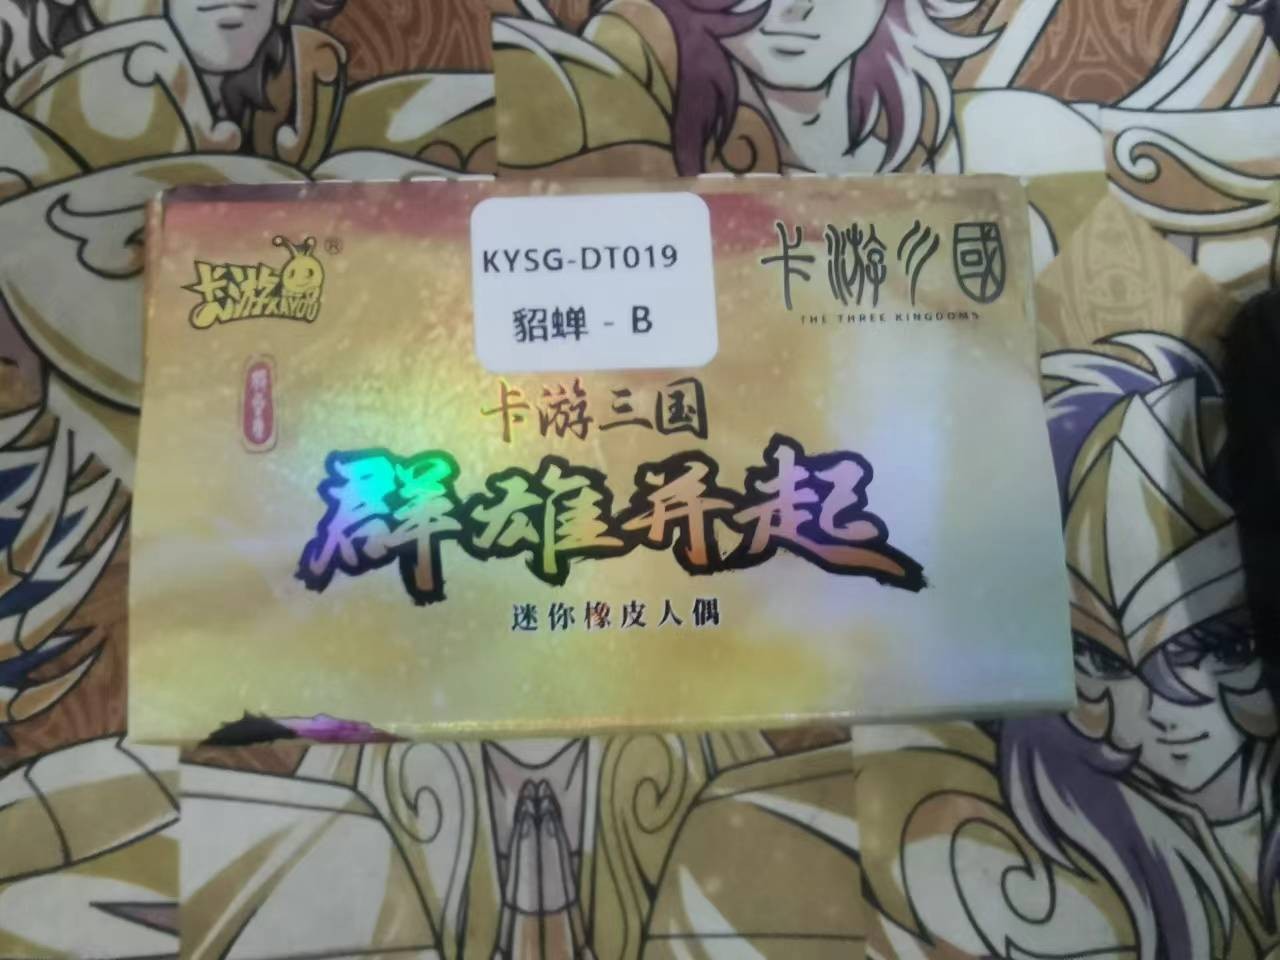 卡游 KAYOU ®
KYSG-DT019
貂蝉 - B
卡游三國
THE THREE KINGDOMS
卡游三国
群雄并起
迷你橡皮人偶